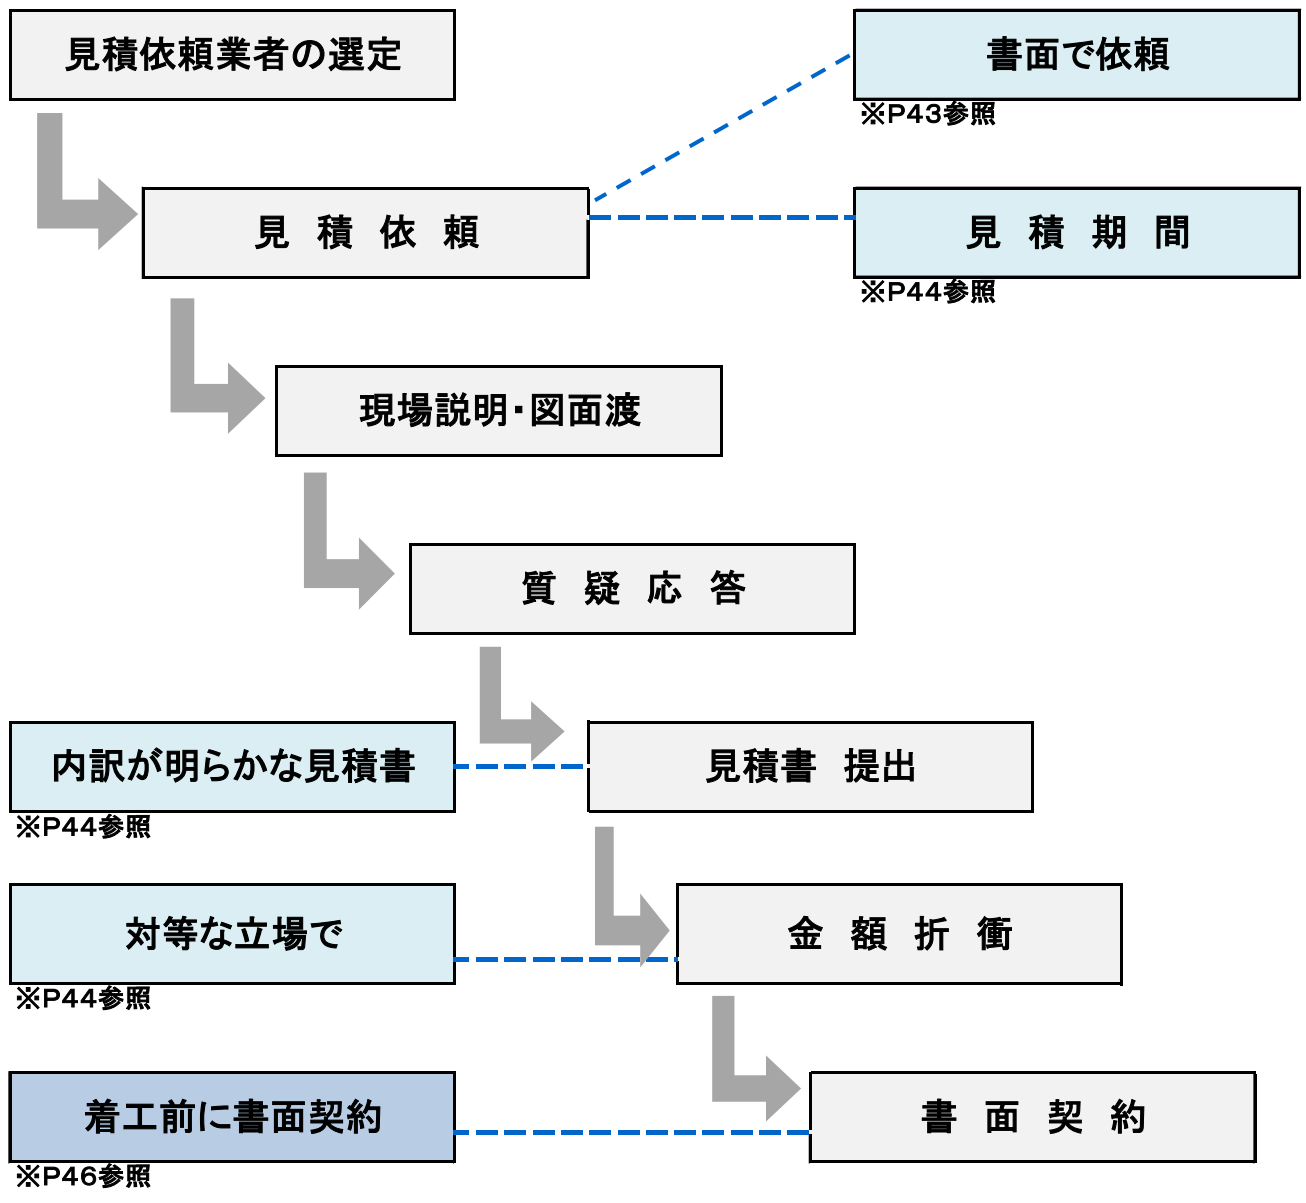 見積依頼業者の選定
書面で依頼
※P43参照
見　積　依　頼
見　積　期　間
※P44参照
現場説明・図面渡
質　疑　応　答
内訳が明らかな見積書
※P44参照
見積書　提出
対等な立場で
※P44参照
金　額　折　衝
着工前に書面契約
※P46参照
書　面　契　約